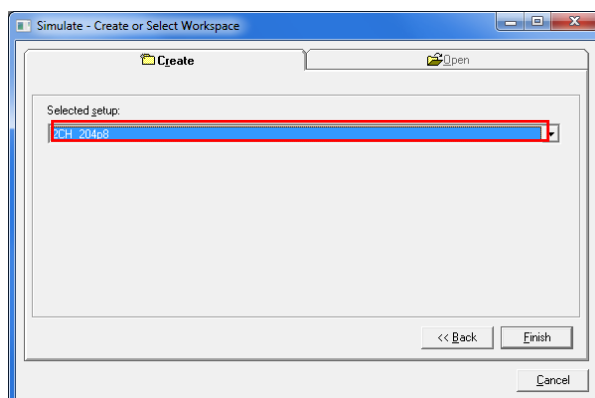 Simulate - Create or Select Workspace
Create
Open
Selected setup:
2CH_204p8
<< Back
Finish
Cancel